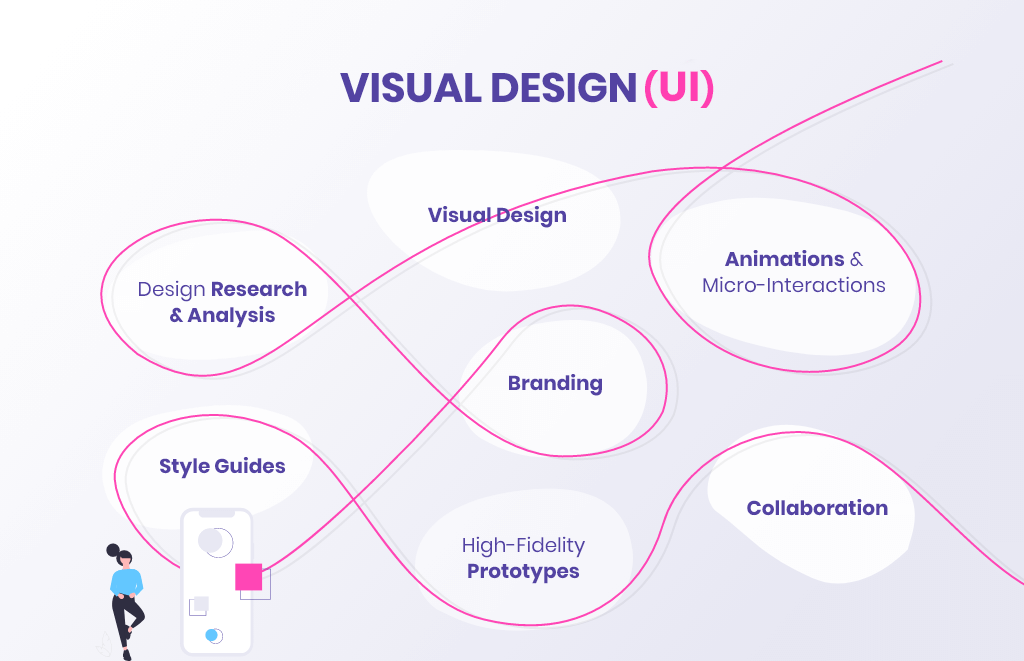 VISUAL DESIGN (UI)
Visual Design
Animations &
Micro-Interactions
Design Research
& Analysis
Branding
Style Guides
Collaboration
High-Fidelity
Prototypes